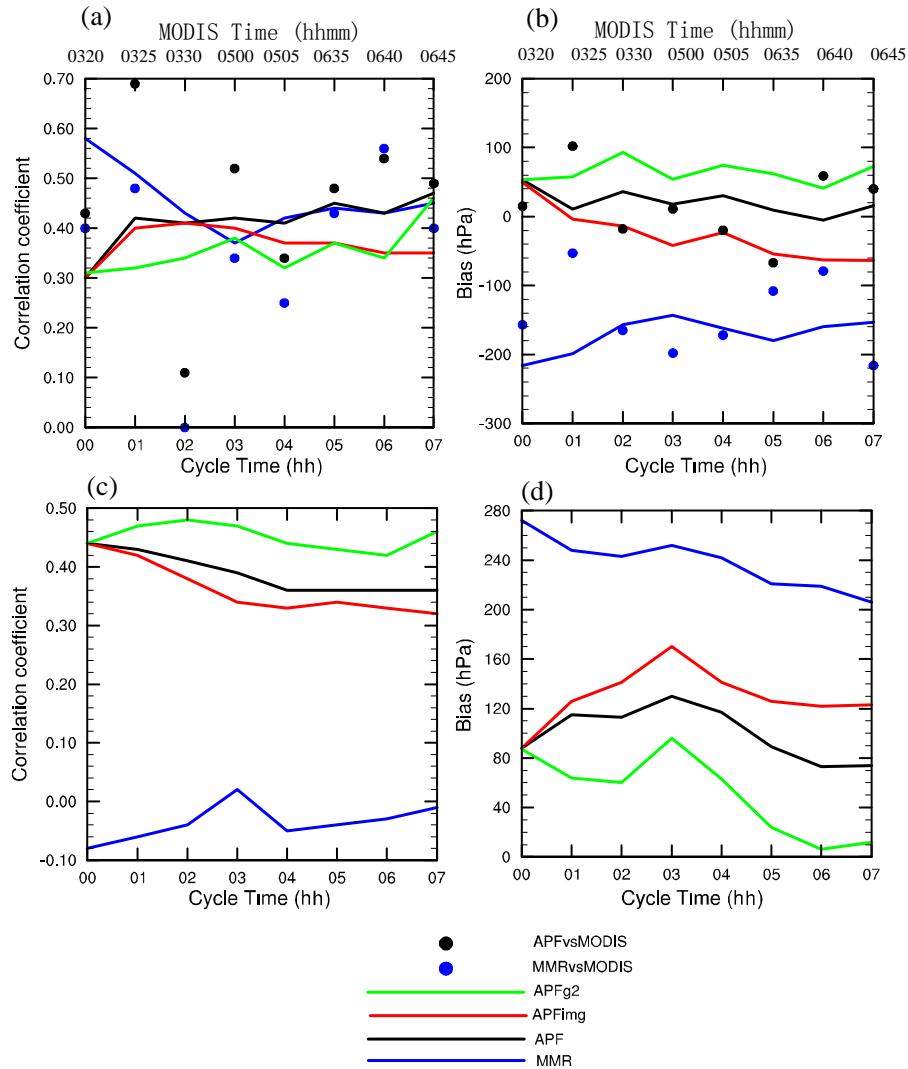 (a)
MODIS Time (hhmm)
0320 0325 0330 0500 0505 0635 0640 0645
0.70
0.60
0.50
0.40
0.30
0.20
0.10
0.00
Correlation coefficient
00 01 02 03 04 05 06 07
Cycle Time (hh)
(b)
MODIS Time (hhmm)
0320 0325 0330 0500 0505 0635 0640 0645
200
100
0
-100
-200
-300
Bias (hPa)
00 01 02 03 04 05 06 07
Cycle Time (hh)
(c)
0.50
0.40
0.30
0.20
0.10
0.00
-0.10
Correlation coefficient
00 01 02 03 04 05 06 07
Cycle Time (hh)
(d)
280
240
200
160
120
80
40
0
Bias (hPa)
00 01 02 03 04 05 06 07
Cycle Time (hh)
APFvsMODIS
MMRvsMODIS
APFg2
APFimg
APF
MMR